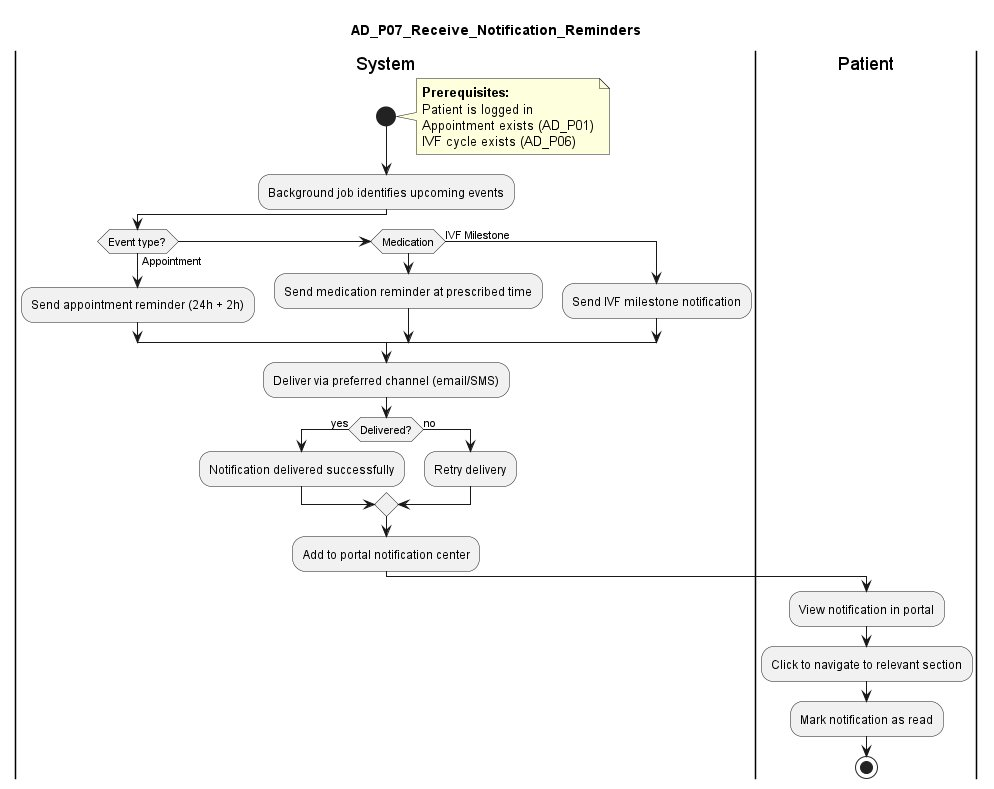 AD_P07_Receive_Notification_Reminders
System
Patient
Prerequisites:
Patient is logged in
Appointment exists (AD_P01)
IVF cycle exists (AD_P06)
Background job identifies upcoming events
Event type?
Medication
IVF Milestone
Appointment
Send appointment reminder (24h + 2h)
Send medication reminder at prescribed time
Send IVF milestone notification
Deliver via preferred channel (email/SMS)
yes
Delivered?
no
Notification delivered successfully
Retry delivery
Add to portal notification center
View notification in portal
Click to navigate to relevant section
Mark notification as read